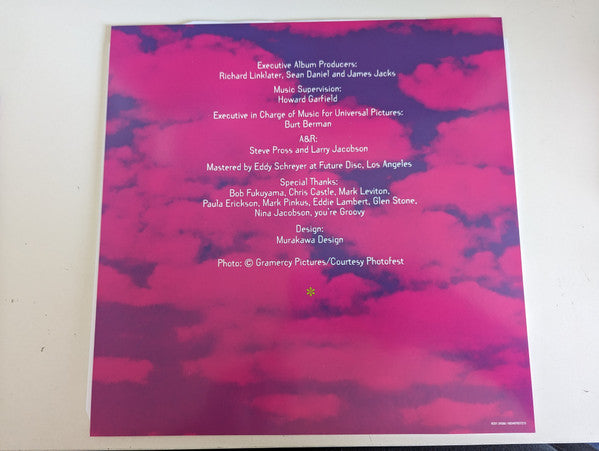 Executive Album Producers:
Richard Linklater, Sean Daniel and James Jacks
Music Supervision:
Howard Garfield
Executive in Charge of Music for Universal Pictures:
Burt Berman
A&R:
Steve Pross and Larry Jacobson
Mastered by Eddy Schreyer at Future Disc, Los Angeles
Special Thanks:
Bob Fukuyama, Chris Castle, Mark Leviton,
Paula Erickson, Mark Pinkus, Eddie Lambert, Glen Stone,
Nina Jacobson, you're Groovy
Design:
Murakawa Design
Photo: © Gramercy Pictures/Courtesy Photofest